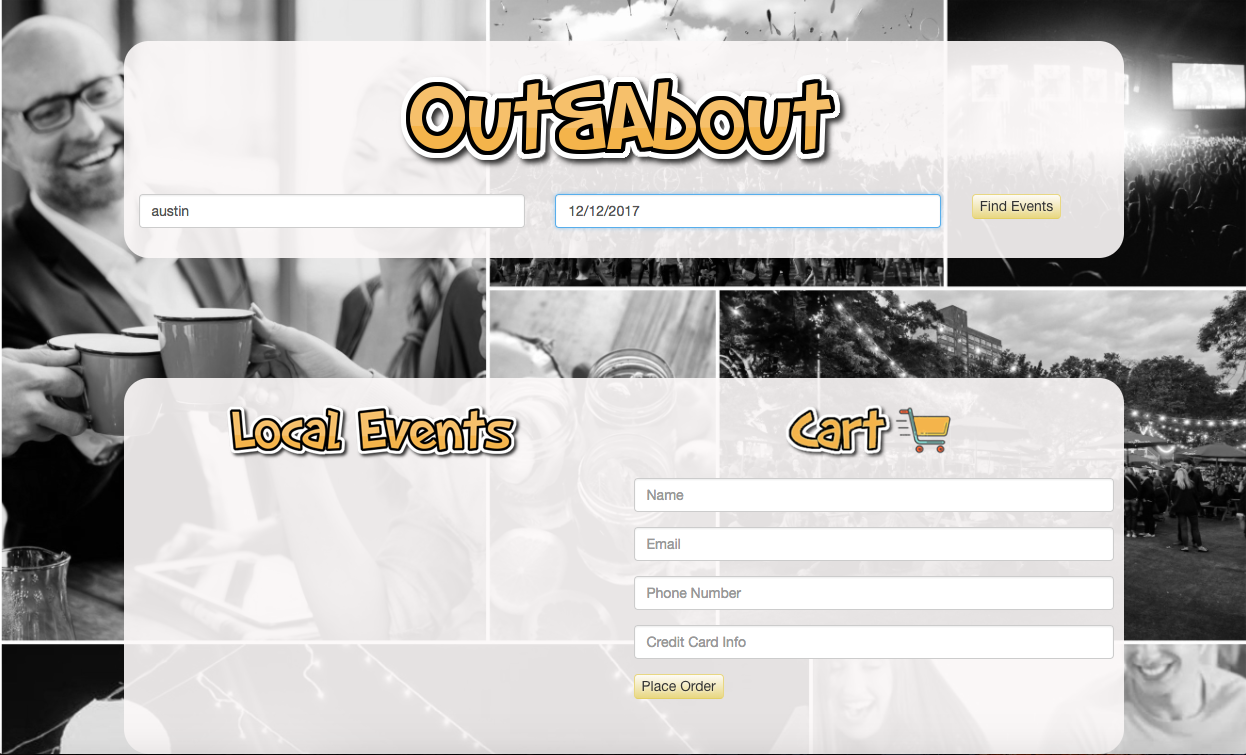 Out&About
austin
12/12/2017
Find Events
Local Events
Cart
Name
Email
Phone Number
Credit Card Info
Place Order